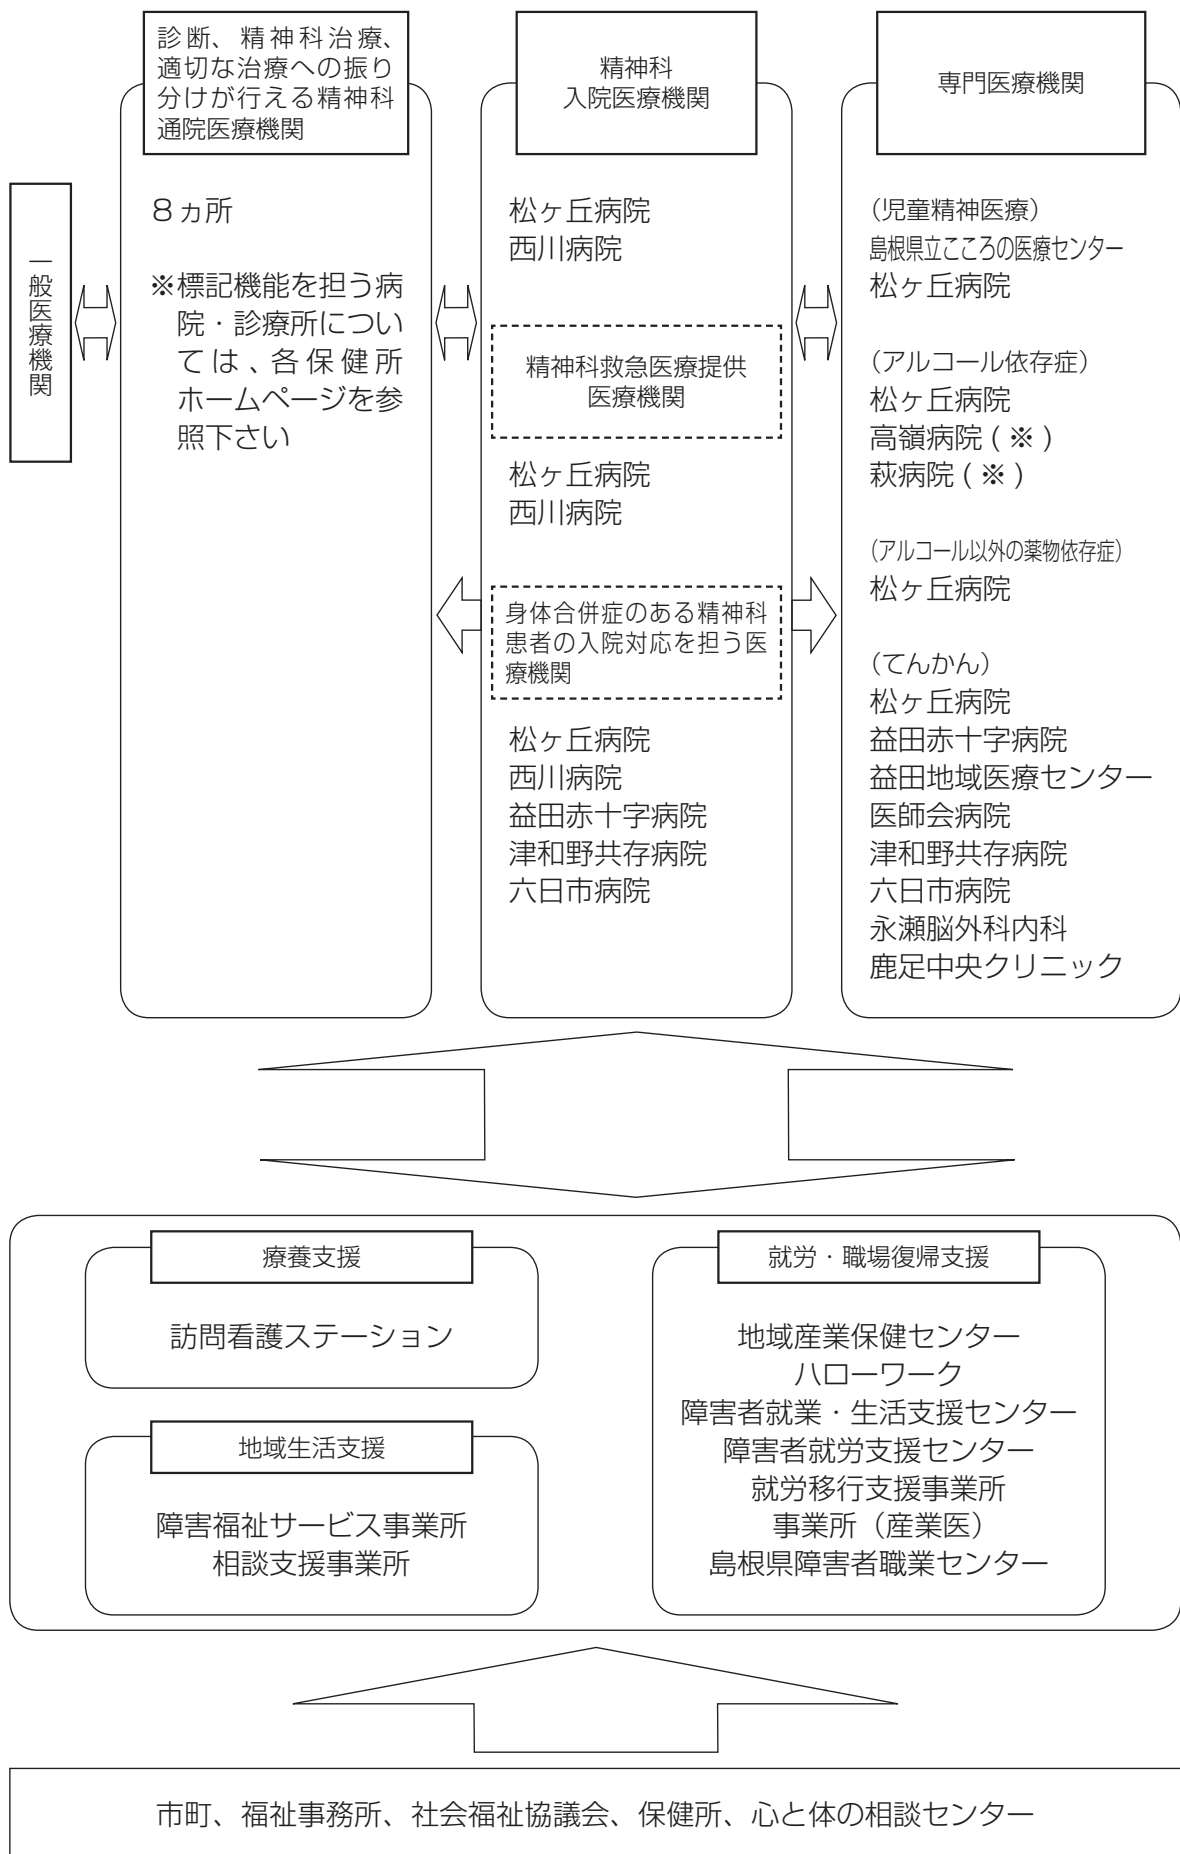 一般医療機関
診断、精神科治療、
適切な治療への振り
分けが行える精神科
通院医療機関
8ヵ所
※標記機能を担う病
院・診療所につい
ては、各保健所
ホームページを参
照下さい
精神科
入院医療機関
松ヶ丘病院
西川病院
精神科救急医療提供
医療機関
松ヶ丘病院
西川病院
身体合併症のある精神科
患者の入院対応を担う医
療機関
松ヶ丘病院
西川病院
益田赤十字病院
津和野共存病院
六日市病院
専門医療機関
(児童精神医療)
島根県立こころの医療センター
松ヶ丘病院
(アルコール依存症)
松ヶ丘病院
高嶺病院(※)
萩病院(※)
(アルコール以外の薬物依存症)
松ヶ丘病院
(てんかん)
松ヶ丘病院
益田赤十字病院
益田地域医療センター
医師会病院
津和野共存病院
六日市病院
永瀬脳外科内科
鹿足中央クリニック
療養支援
訪問看護ステーション
地域生活支援
障害福祉サービス事業所
相談支援事業所
就労・職場復帰支援
地域産業保健センター
ハローワーク
障害者就業・生活支援センター
障害者就労支援センター
就労移行支援事業所
事業所（産業医）
島根県障害者職業センター
市町、福祉事務所、社会福祉協議会、保健所、心と体の相談センター